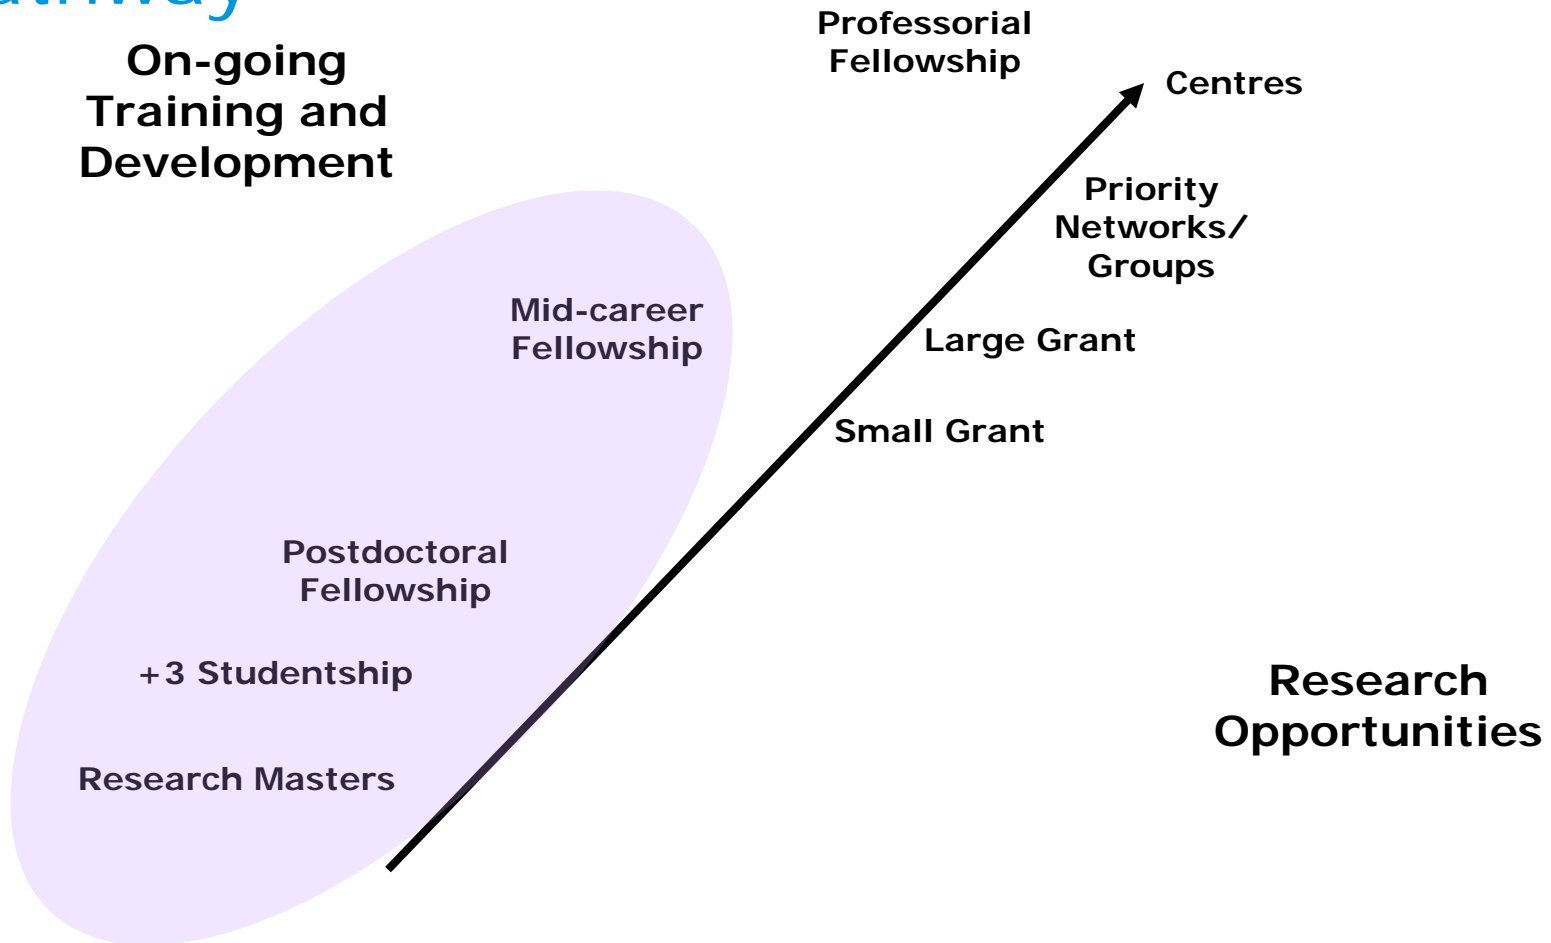 On-going
Training and
Development
Professorial
Fellowship
Centres
Priority
Networks/
Groups
Mid-career
Fellowship
Large Grant
Small Grant
Postdoctoral
Fellowship
+3 Studentship
Research
Opportunities
Research Masters